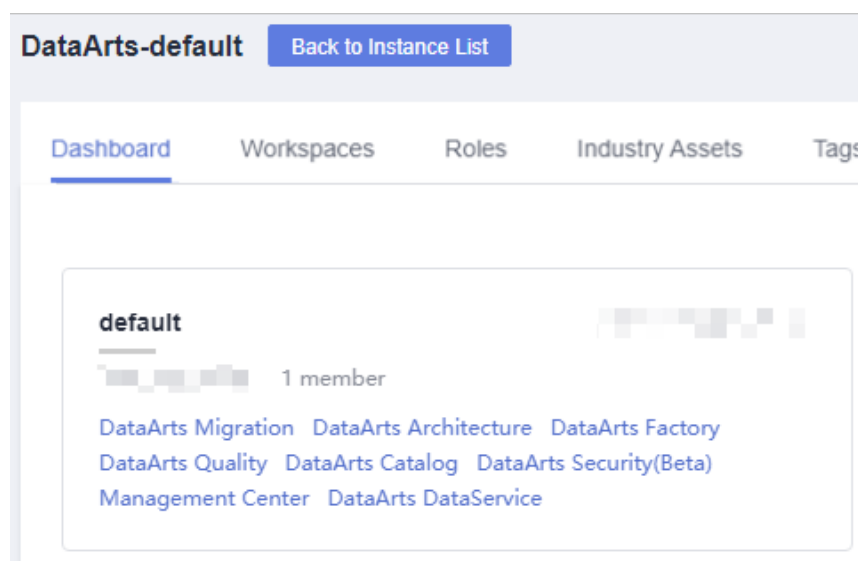 DataArts-default Back to Instance List
Dashboard Workspaces Roles Industry Assets Tags
default
1 member
DataArts Migration DataArts Architecture DataArts Factory
DataArts Quality DataArts Catalog DataArts Security(Beta)
Management Center DataArts DataService